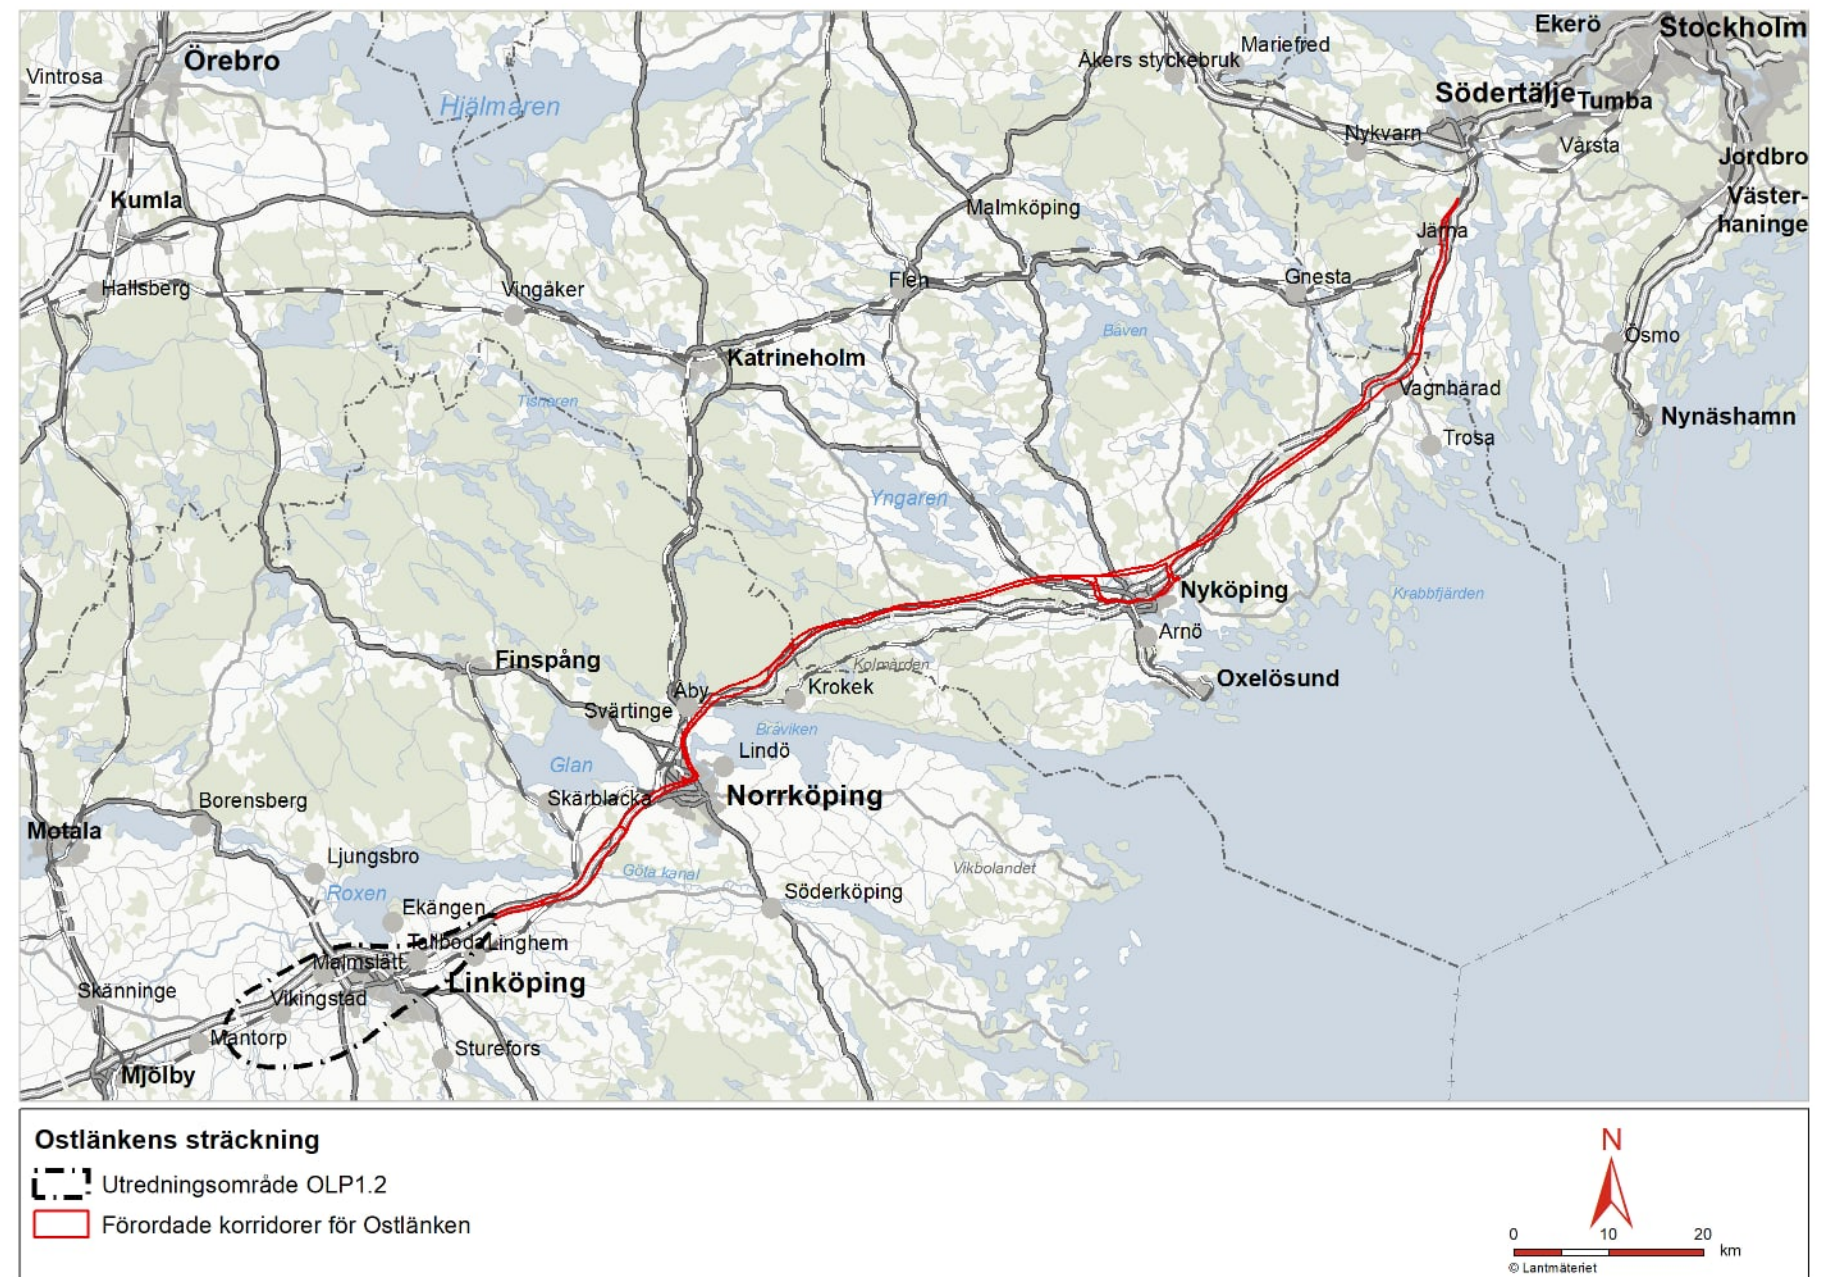 Ekerö
Stockholm
Mariefred
Örebro
Åkers styckebruk
Vintrosa
Södertälje
Tumba
Hjälmaren
Nykvarn
Vårsta
Jordbro
Kumla
Väster-
haninge
Malmköping
Järna
Gnesta
Flen
Hallsberg
Vingåker
Båven
Ösmo
Katrineholm
Vagnhärad
Tisnaren
Nynäshamn
Trosa
Yngaren
Nyköping
Krabbfjärden
Arnö
Finspång
Kolmården
Oxelösund
Krokek
Åby
Svärtinge
Bråviken
Lindö
Glan
Norrköping
Skärblacka
Borensberg
Motala
Ljungsbro
Göta kanal
Vikbolandet
Roxen
Söderköping
Ekängen
Tallboda
Linghem
Malmslätt
Linköping
Skänninge
Vikingstad
Mantorp
Sturefors
Mjölby
Ostlänkens sträckning
Utredningsområde OLP1.2
Förordade korridorer för Ostlänken
N
0 10 20
km
© Lantmäteriet